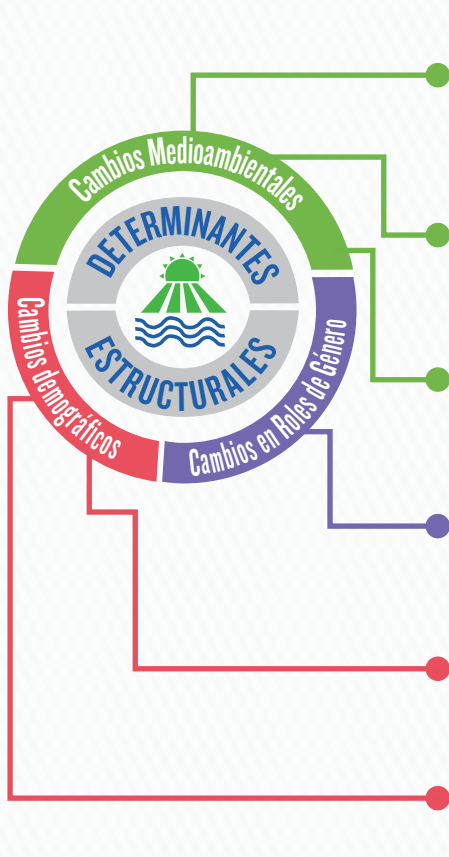 Cambios Medioambientales
DETERMINANTES
ESTRUCTURALES
Cambios demográficos
Cambios en Roles de Género